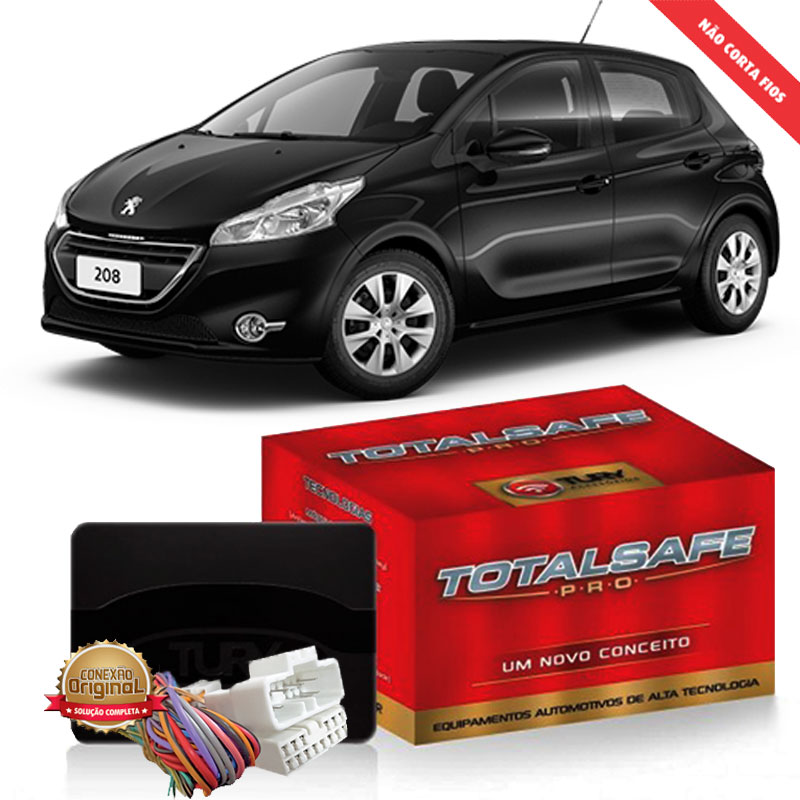 NÃO CORTA FIOS
208
TOTALSAFE
PRO
TURY
ACESSÓRIOS
TECNOLOGIAS
TOTALSAFE
PRO
UM NOVO CONCEITO
EQUIPAMENTOS AUTOMOTIVOS DE ALTA TECNOLOGIA
TURY
CONEXÃO
OriginaL
SOLUÇÃO COMPLETA